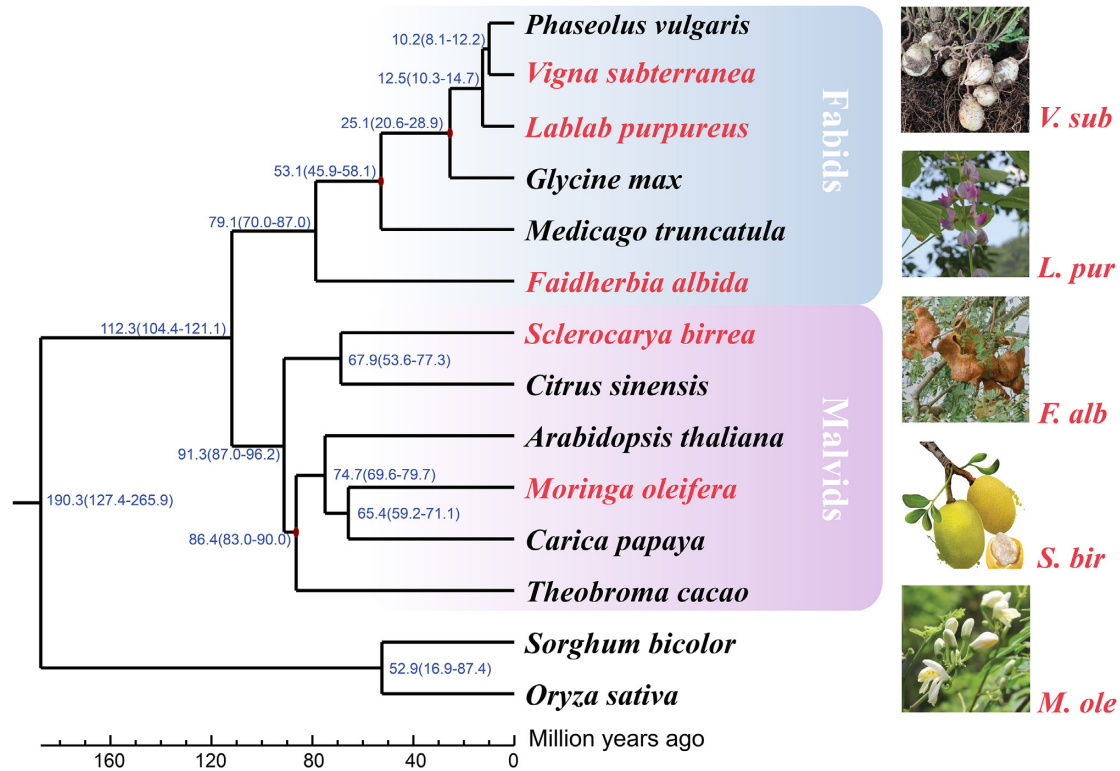 Phaseolus vulgaris
10.2(8.1-12.2)
Vigna subterranea
12.5(10.3-14.7)
Lablab purpureus
25.1(20.6-28.9)
Glycine max
53.1(45.9-58.1)
Medicago truncatula
79.1(70.0-87.0)
Faidherbia albida
Fabids
112.3(104.4-121.1)
Sclerocarya birrea
67.9(53.6-77.3)
Citrus sinensis
Arabidopsis thaliana
91.3(87.0-96.2)
74.7(69.6-79.7)
Moringa oleifera
190.3(127.4-265.9)
65.4(59.2-71.1)
86.4(83.0-90.0)
Carica papaya
Theobroma cacao
Malvids
Sorghum bicolor
52.9(16.9-87.4)
Oryza sativa
160 120 80 40 0 Million years ago
V. sub
L. pur
F. alb
S. bir
M. ole